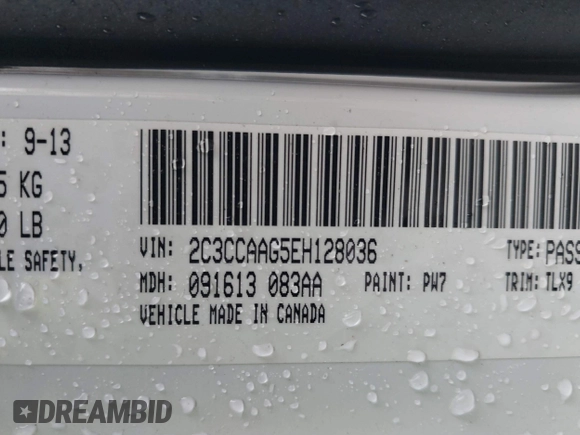 : 9-13
5 KG
0 LB
LE SAFETY,
VIN: 2C3CCAAG5EH128036
TYPE: PASS
MDH: 091613 083AA
PAINT: PW7
TRIM: TLX9
VEHICLE MADE IN CANADA
DREAMBID